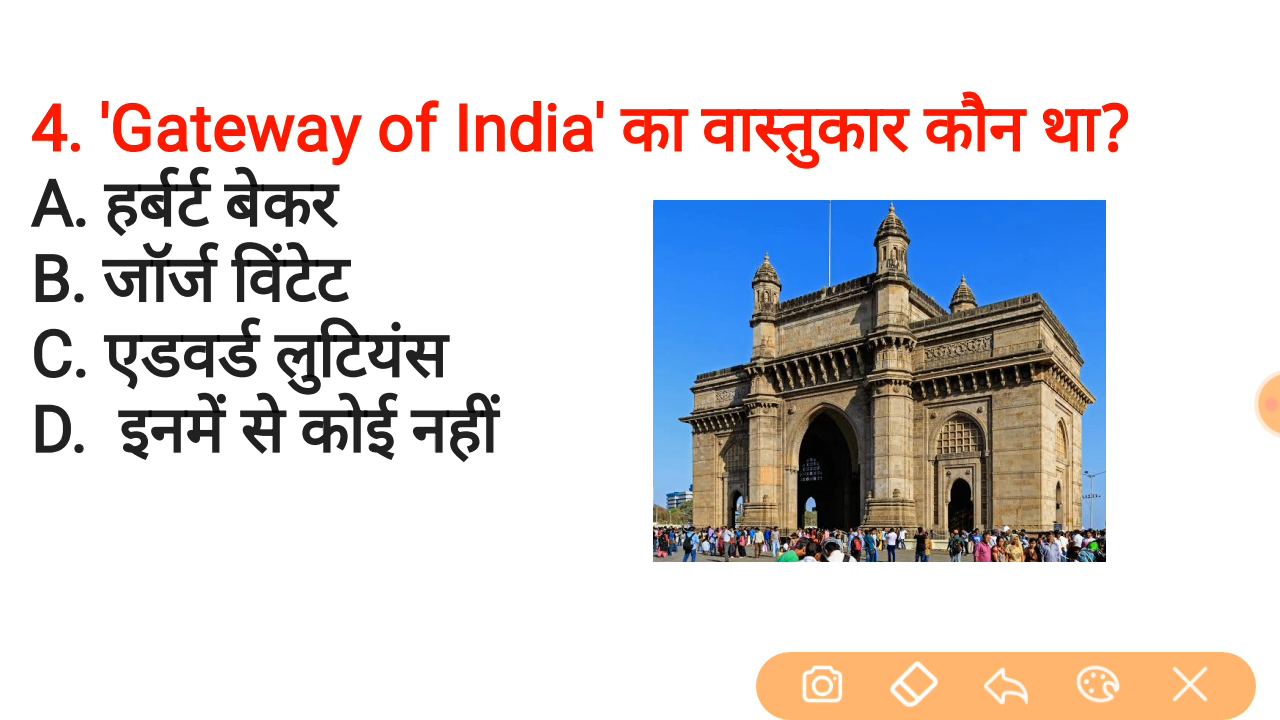 4. 'Gateway of India' का वास्तुकार कौन था?
A. हर्बर्ट बेकर
B. जॉर्ज विंटेट
C. एडवर्ड लुटियंस
D. इनमें से कोई नहीं